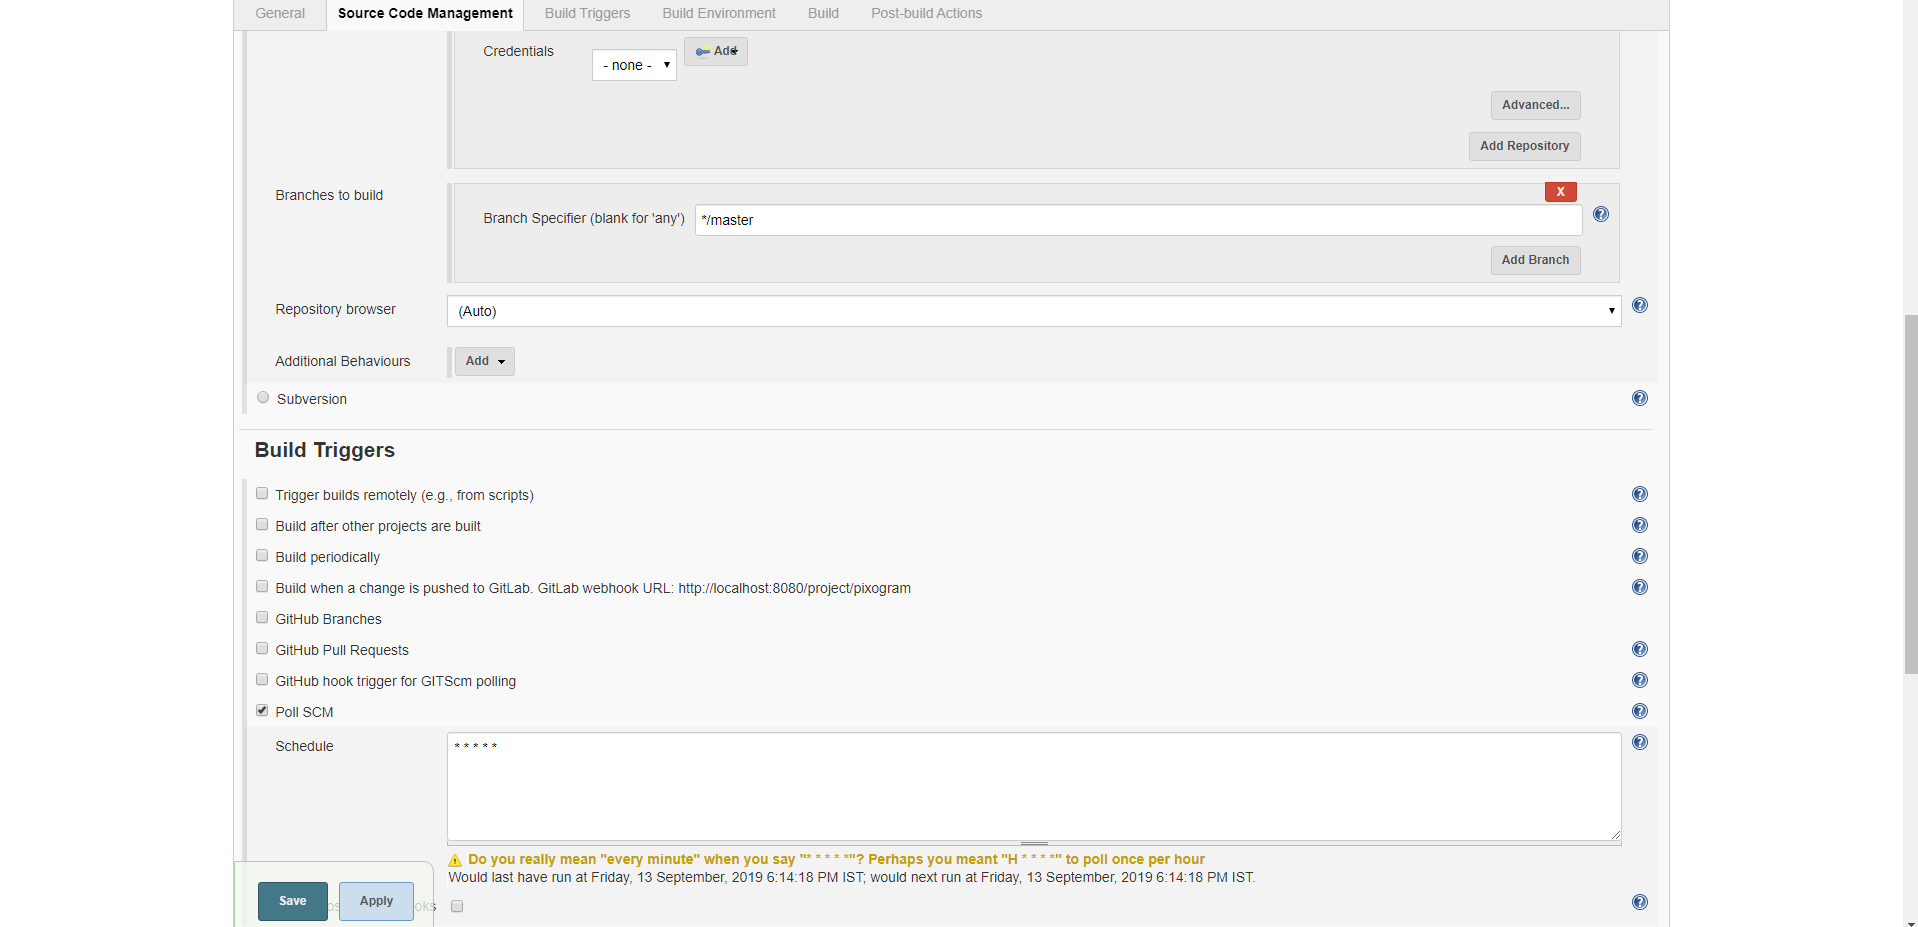 General Source Code Management Build Triggers Build Environment Build Post-build Actions
Credentials
- none -
Add
Advanced...
Add Repository
Branches to build
X
Branch Specifier (blank for 'any') */master
Add Branch
Repository browser (Auto)
Additional Behaviours Add
Subversion
Build Triggers
Trigger builds remotely (e.g., from scripts)
Build after other projects are built
Build periodically
Build when a change is pushed to GitLab. GitLab webhook URL: http://localhost:8080/project/pixogram
GitHub Branches
GitHub Pull Requests
GitHub hook trigger for GITScm polling
Poll SCM
Schedule * * * * *
Do you really mean "every minute" when you say "* * * * *"? Perhaps you meant "H * * * *" to poll once per hour
Would last have run at Friday, 13 September, 2019 6:14:18 PM IST; would next run at Friday, 13 September, 2019 6:14:18 PM IST.
Save Apply